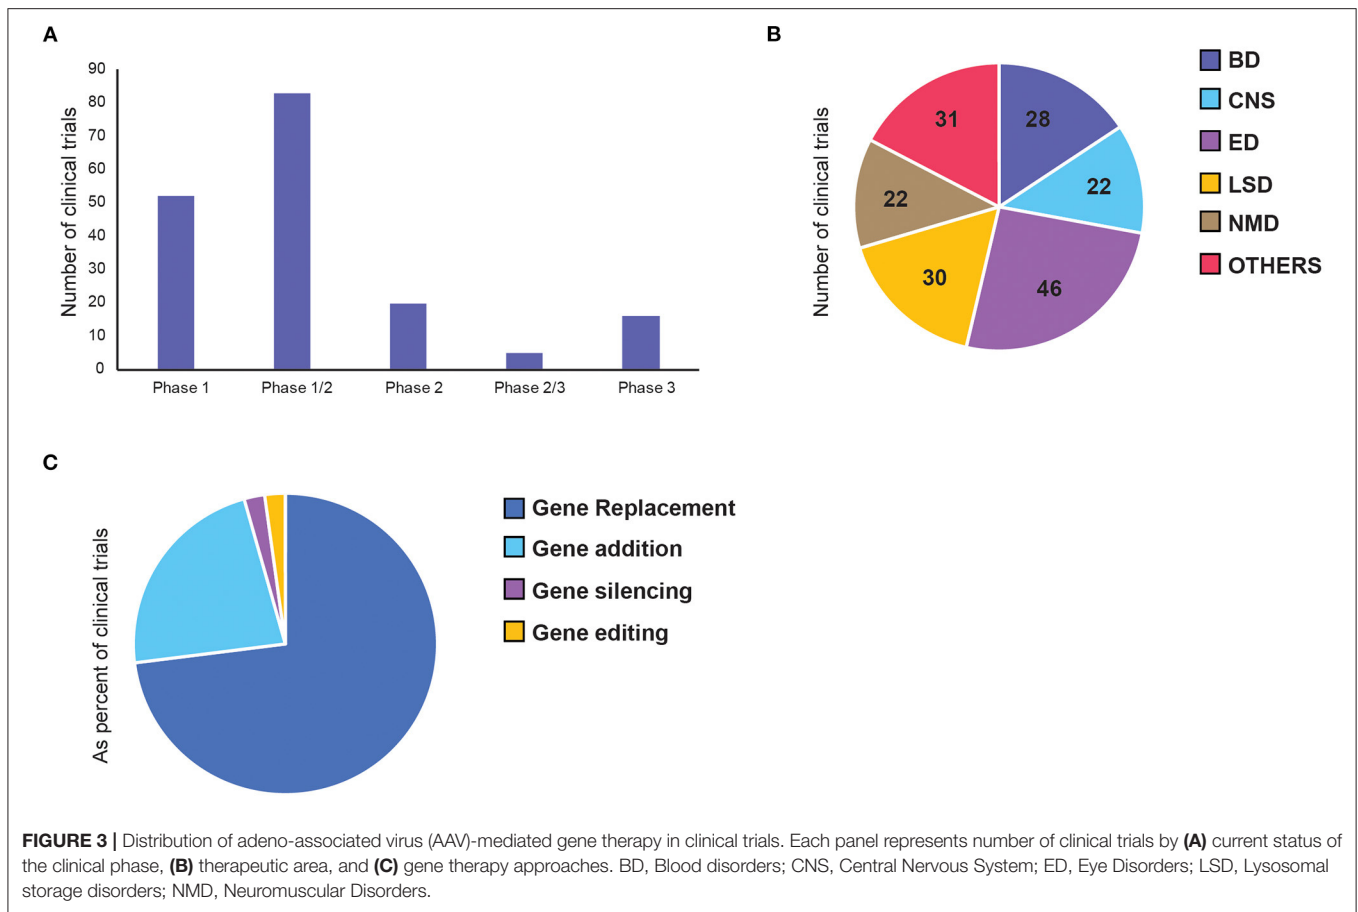 A
Number of clinical trials
90
80
70
60
50
40
30
20
10
0
Phase 1
Phase 1/2
Phase 2
Phase 2/3
Phase 3
B
Number of clinical trials
28
22
46
30
22
31
BD
CNS
ED
LSD
NMD
OTHERS
C
As percent of clinical trials
Gene Replacement
Gene addition
Gene silencing
Gene editing
FIGURE 3 | Distribution of adeno-associated virus (AAV)-mediated gene therapy in clinical trials. Each panel represents number of clinical trials by (A) current status of
the clinical phase, (B) therapeutic area, and (C) gene therapy approaches. BD, Blood disorders; CNS, Central Nervous System; ED, Eye Disorders; LSD, Lysosomal
storage disorders; NMD, Neuromuscular Disorders.